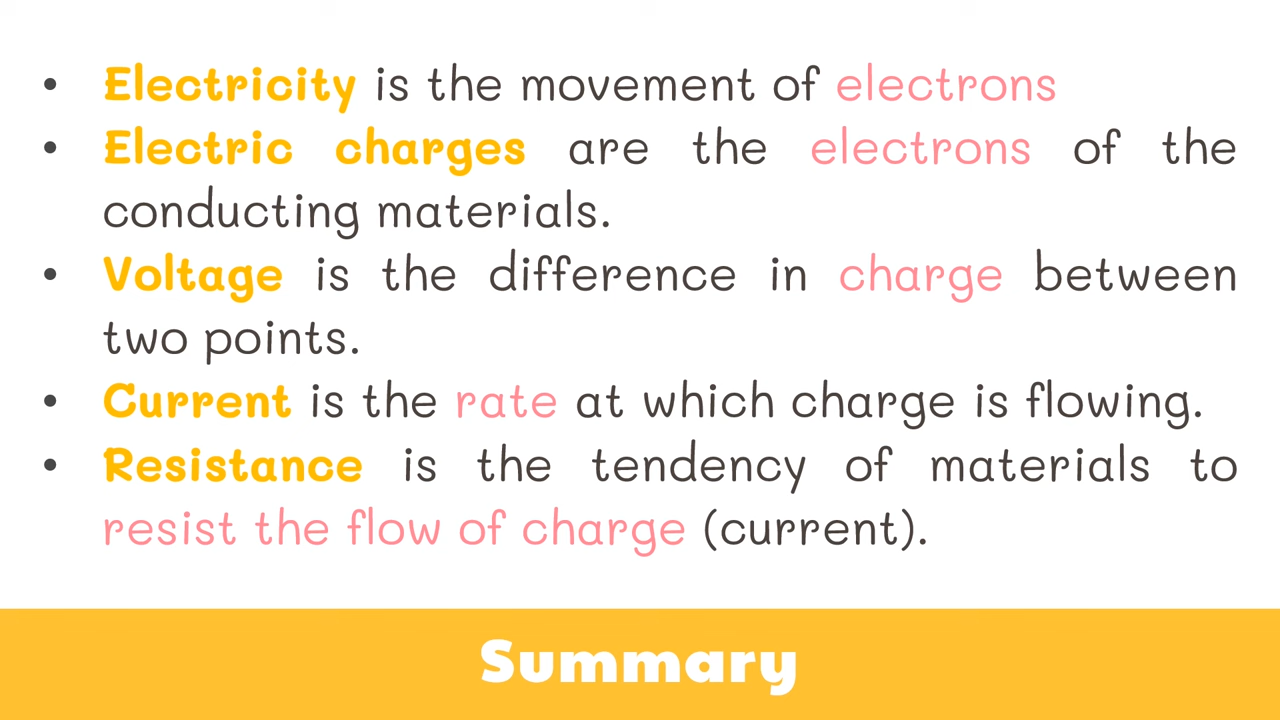 • Electricity is the movement of electrons
• Electric charges are the electrons of the
conducting materials.
• Voltage is the difference in charge between
two points.
• Current is the rate at which charge is flowing.
• Resistance is the tendency of materials to
resist the flow of charge (current).
Summary